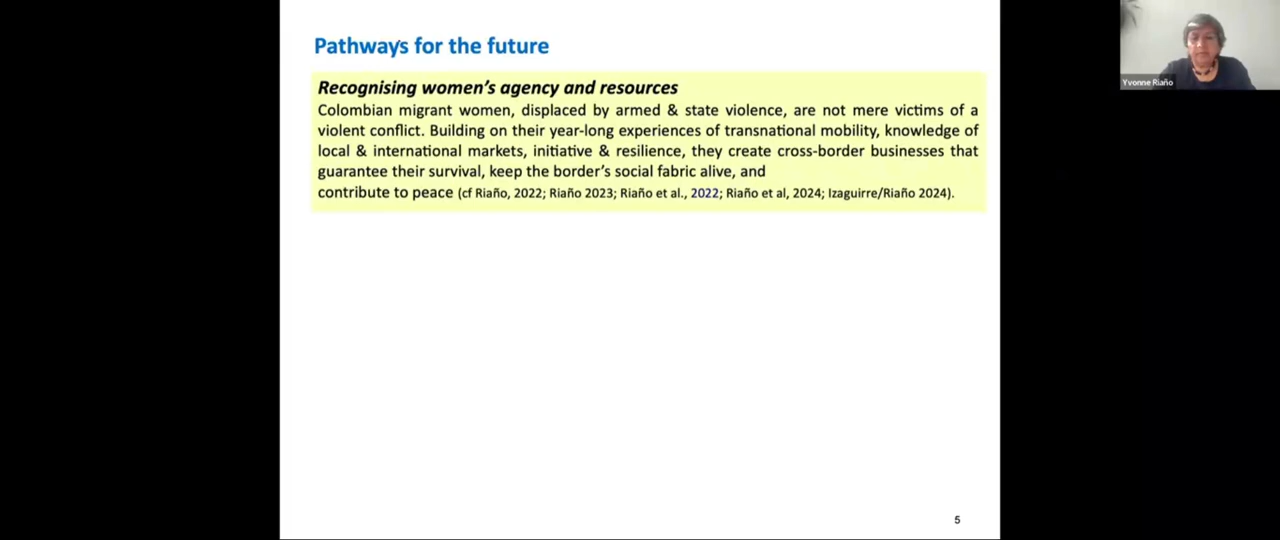 Pathways for the future
Recognising women's agency and resources
Colombian migrant women, displaced by armed & state violence, are not mere victims of a
violent conflict. Building on their year-long experiences of transnational mobility, knowledge of
local & international markets, initiative & resilience, they create cross-border businesses that
guarantee their survival, keep the border's social fabric alive, and
contribute to peace (cf Riaño, 2022; Riaño 2023; Riaño et al., 2022; Riaño et al, 2024; Izaguirre/Riaño 2024).
5
Yvonne Riaño